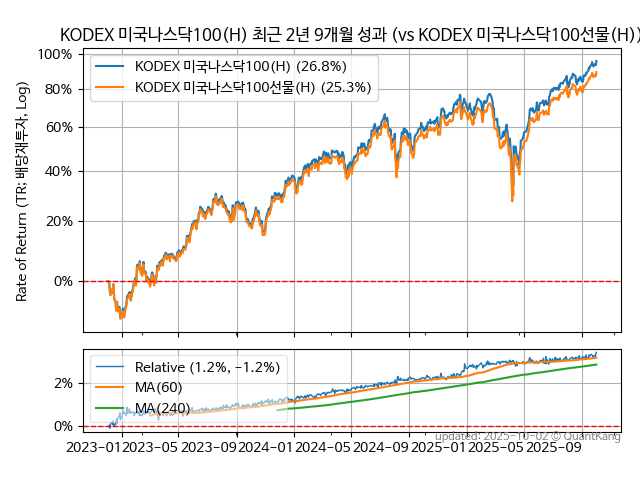 KODEX 미국나스닥100(H) 최근 2년 9개월 성과 (vs KODEX 미국나스닥100선물(H))
Rate of Return (TR; 배당재투자, Log)
100%
80%
60%
40%
20%
0%
KODEX 미국나스닥100(H) (26.8%)
KODEX 미국나스닥100선물(H) (25.3%)
2%
0%
Relative (1.2%, -1.2%)
MA(60)
MA(240)
2023-01 2023-05 2023-09 2024-01 2024-05 2024-09 2025-01 2025-05 2025-09
updated: 2025-10-02 © QuantKang